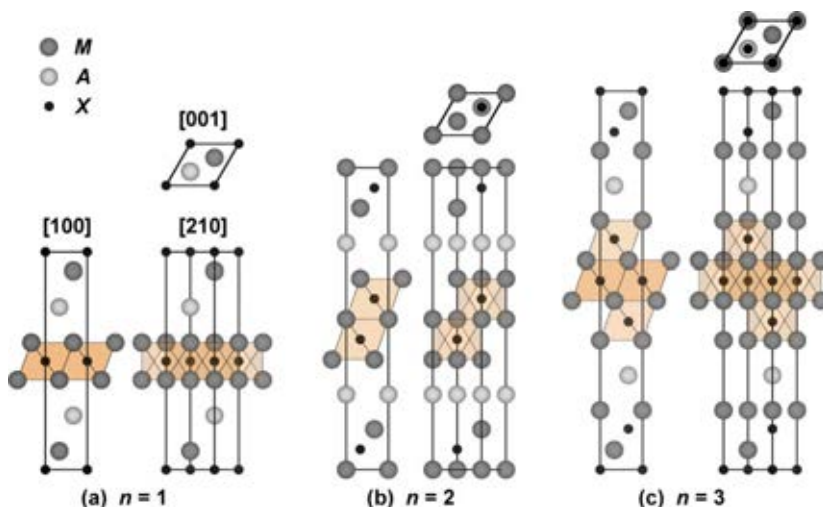 M
A
X
[001]
[100]
[210]
(a) n = 1
(b) n = 2
(c) n = 3